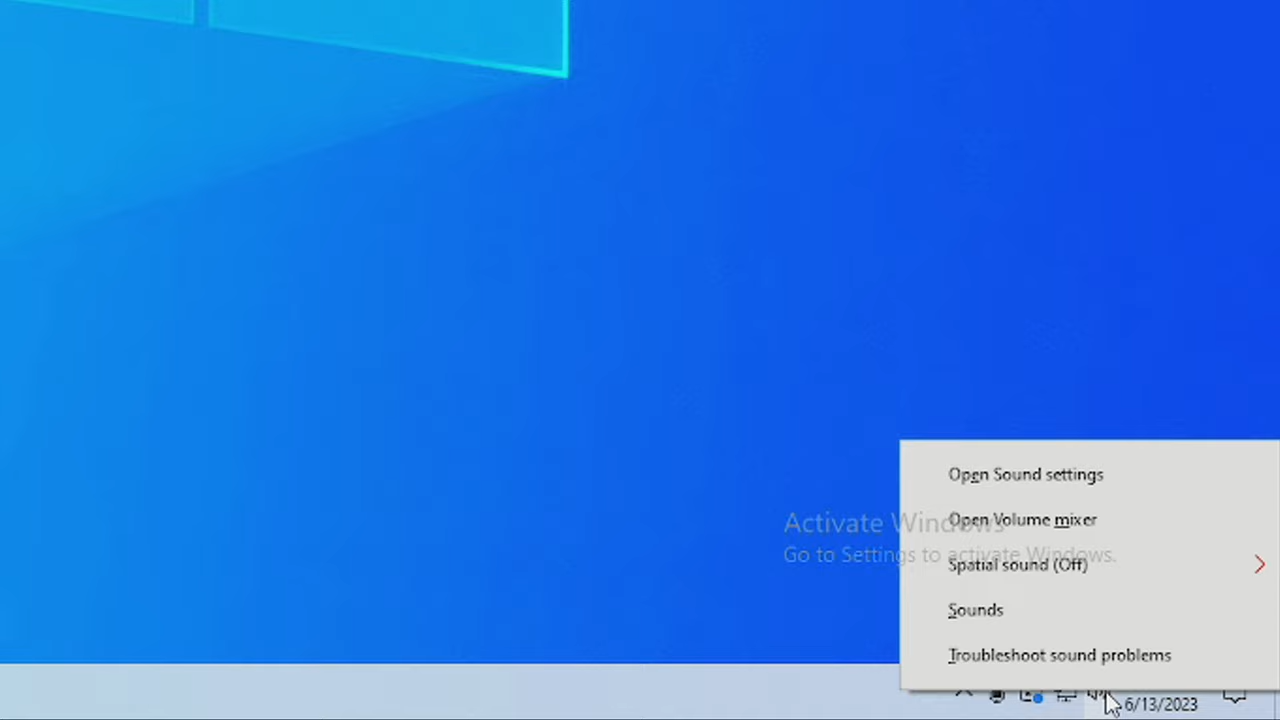 Open Sound settings
Activate Windows
Open Volume mixer
Go to Settings to activate Windows.
Spatial sound (Off)
Sounds
Troubleshoot sound problems
6/13/2023